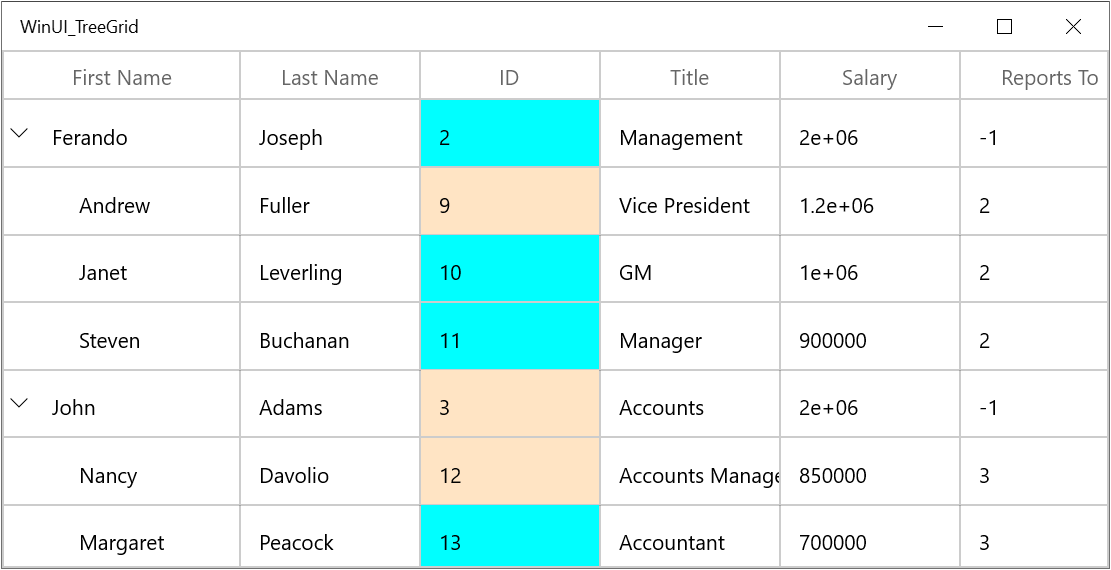 WinUI_TreeGrid
First Name Last Name ID Title Salary Reports To
Ferando Joseph 2 Management 2e+06 -1
Andrew Fuller 9 Vice President 1.2e+06 2
Janet Leverling 10 GM 1e+06 2
Steven Buchanan 11 Manager 900000 2
John Adams 3 Accounts 2e+06 -1
Nancy Davolio 12 Accounts Manage 850000 3
Margaret Peacock 13 Accountant 700000 3